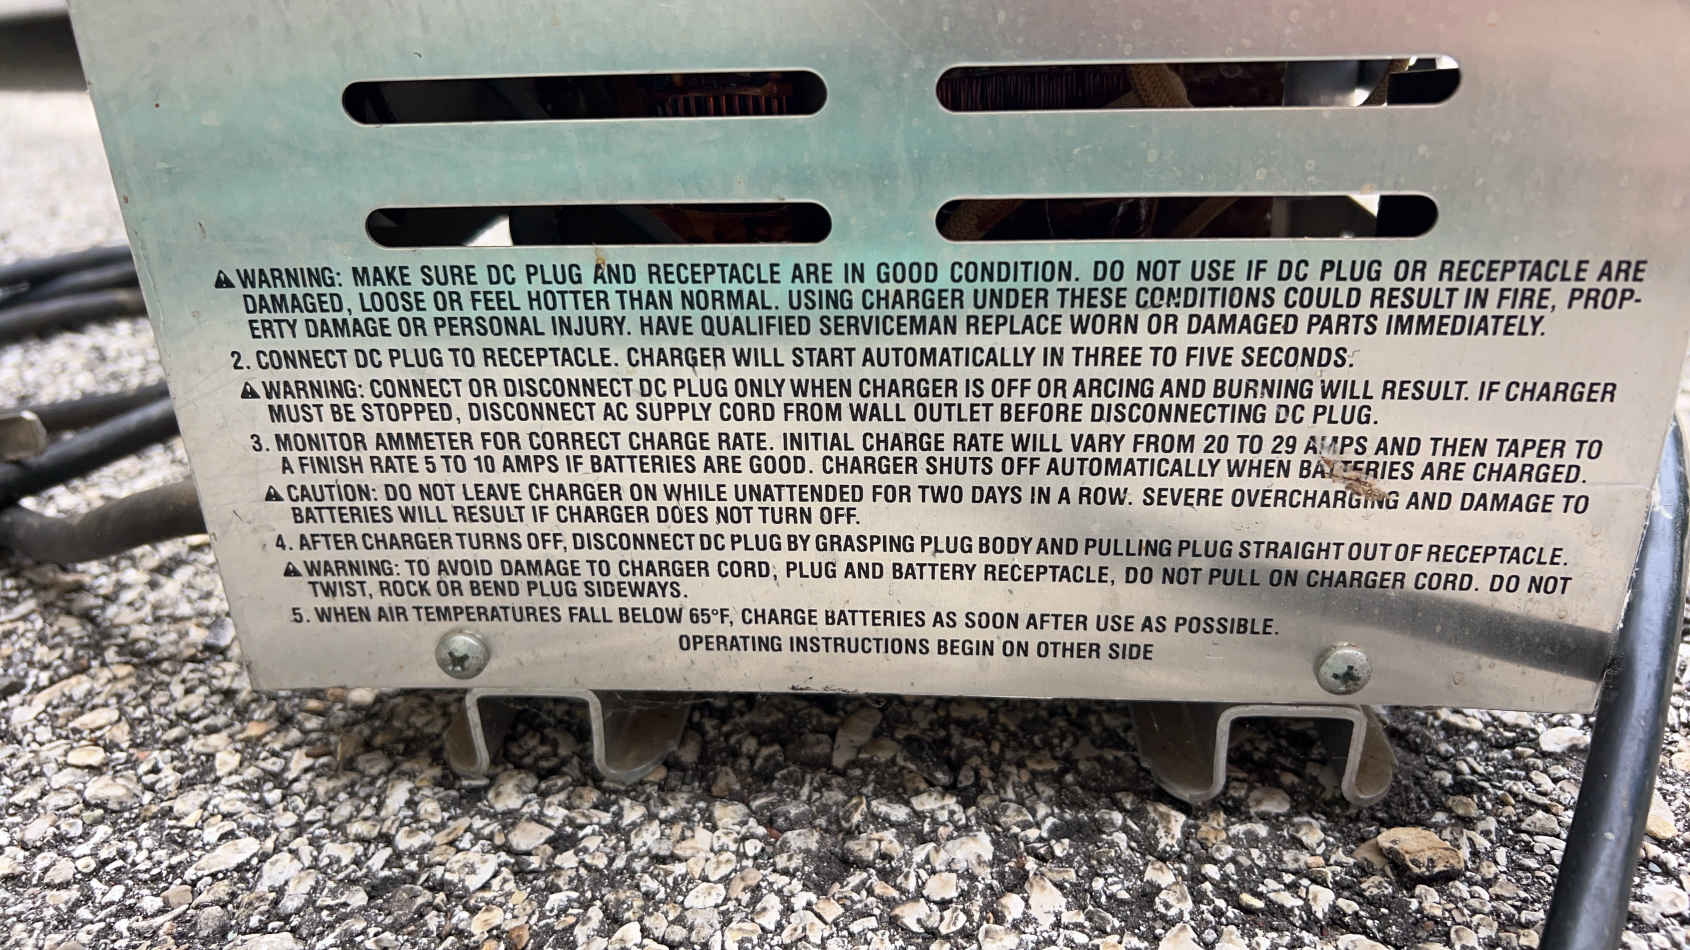 ⚠WARNING: MAKE SURE DC PLUG AND RECEPTACLE ARE IN GOOD CONDITION. DO NOT USE IF DC PLUG OR RECEPTACLE ARE
DAMAGED, LOOSE OR FEEL HOTTER THAN NORMAL. USING CHARGER UNDER THESE CONDITIONS COULD RESULT IN FIRE, PROP-
ERTY DAMAGE OR PERSONAL INJURY. HAVE QUALIFIED SERVICEMAN REPLACE WORN OR DAMAGED PARTS IMMEDIATELY.
2. CONNECT DC PLUG TO RECEPTACLE. CHARGER WILL START AUTOMATICALLY IN THREE TO FIVE SECONDS.
⚠WARNING: CONNECT OR DISCONNECT DC PLUG ONLY WHEN CHARGER IS OFF OR ARCING AND BURNING WILL RESULT. IF CHARGER
MUST BE STOPPED, DISCONNECT AC SUPPLY CORD FROM WALL OUTLET BEFORE DISCONNECTING DC PLUG.
3. MONITOR AMMETER FOR CORRECT CHARGE RATE. INITIAL CHARGE RATE WILL VARY FROM 20 TO 29 AMPS AND THEN TAPER TO
A FINISH RATE 5 TO 10 AMPS IF BATTERIES ARE GOOD. CHARGER SHUTS OFF AUTOMATICALLY WHEN BATTERIES ARE CHARGED.
⚠CAUTION: DO NOT LEAVE CHARGER ON WHILE UNATTENDED FOR TWO DAYS IN A ROW. SEVERE OVERCHARGING AND DAMAGE TO
BATTERIES WILL RESULT IF CHARGER DOES NOT TURN OFF.
4. AFTER CHARGER TURNS OFF, DISCONNECT DC PLUG BY GRASPING PLUG BODY AND PULLING PLUG STRAIGHT OUT OF RECEPTACLE.
⚠WARNING: TO AVOID DAMAGE TO CHARGER CORD, PLUG AND BATTERY RECEPTACLE, DO NOT PULL ON CHARGER CORD. DO NOT
TWIST, ROCK OR BEND PLUG SIDEWAYS.
5. WHEN AIR TEMPERATURES FALL BELOW 65°F, CHARGE BATTERIES AS SOON AFTER USE AS POSSIBLE.
OPERATING INSTRUCTIONS BEGIN ON OTHER SIDE